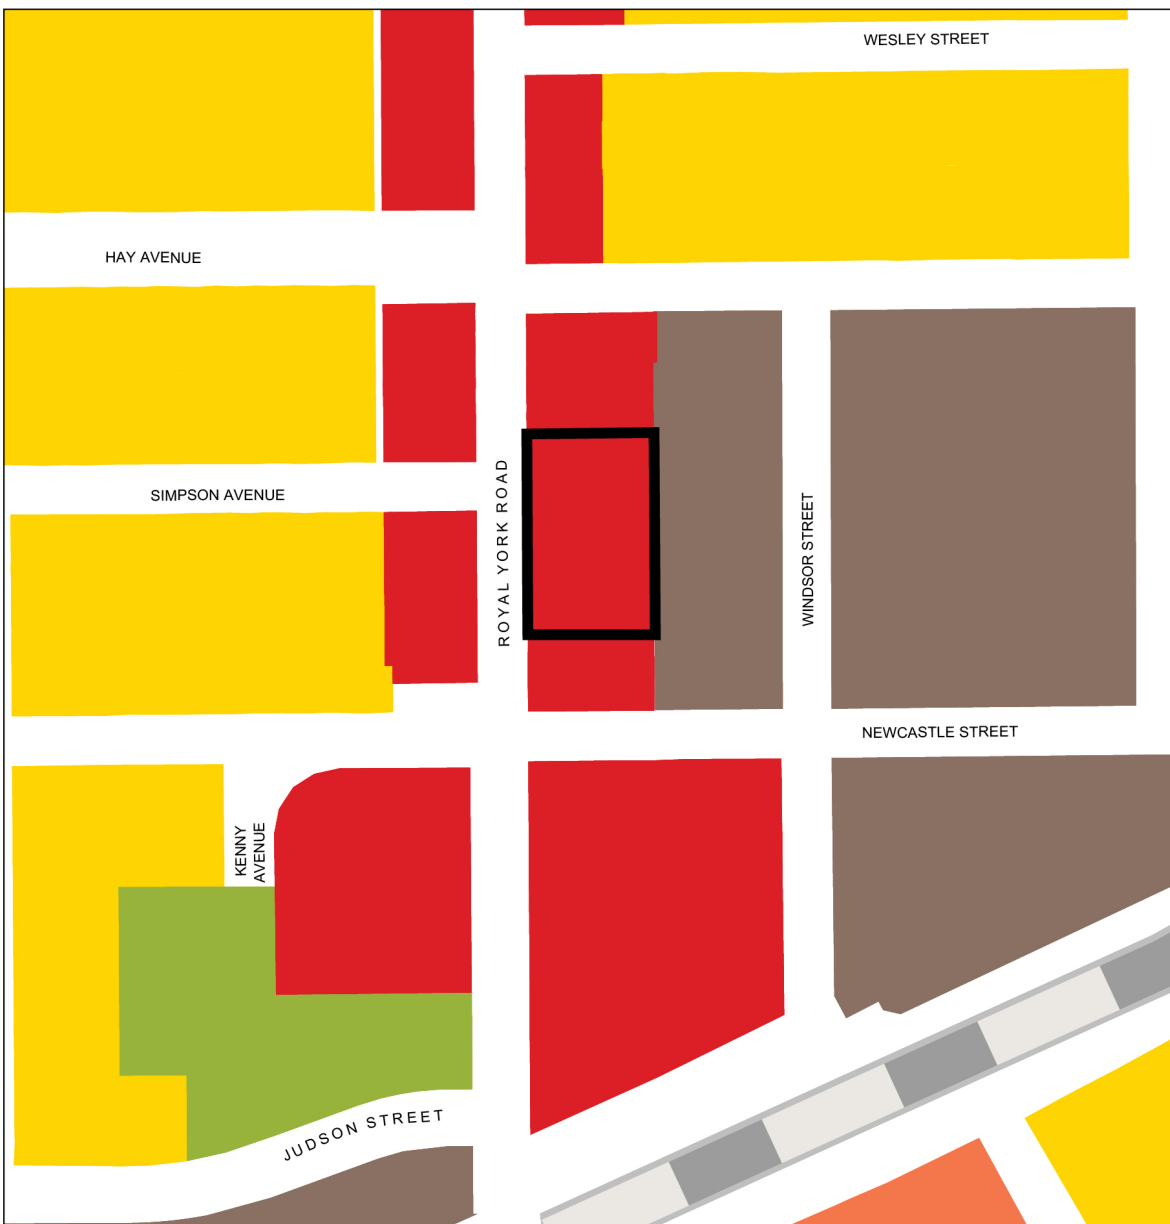 WESLEY STREET
HAY AVENUE
SIMPSON AVENUE
ROYAL YORK ROAD
WINDSOR STREET
NEWCASTLE STREET
KENNY
AVENUE
JUDSON STREET